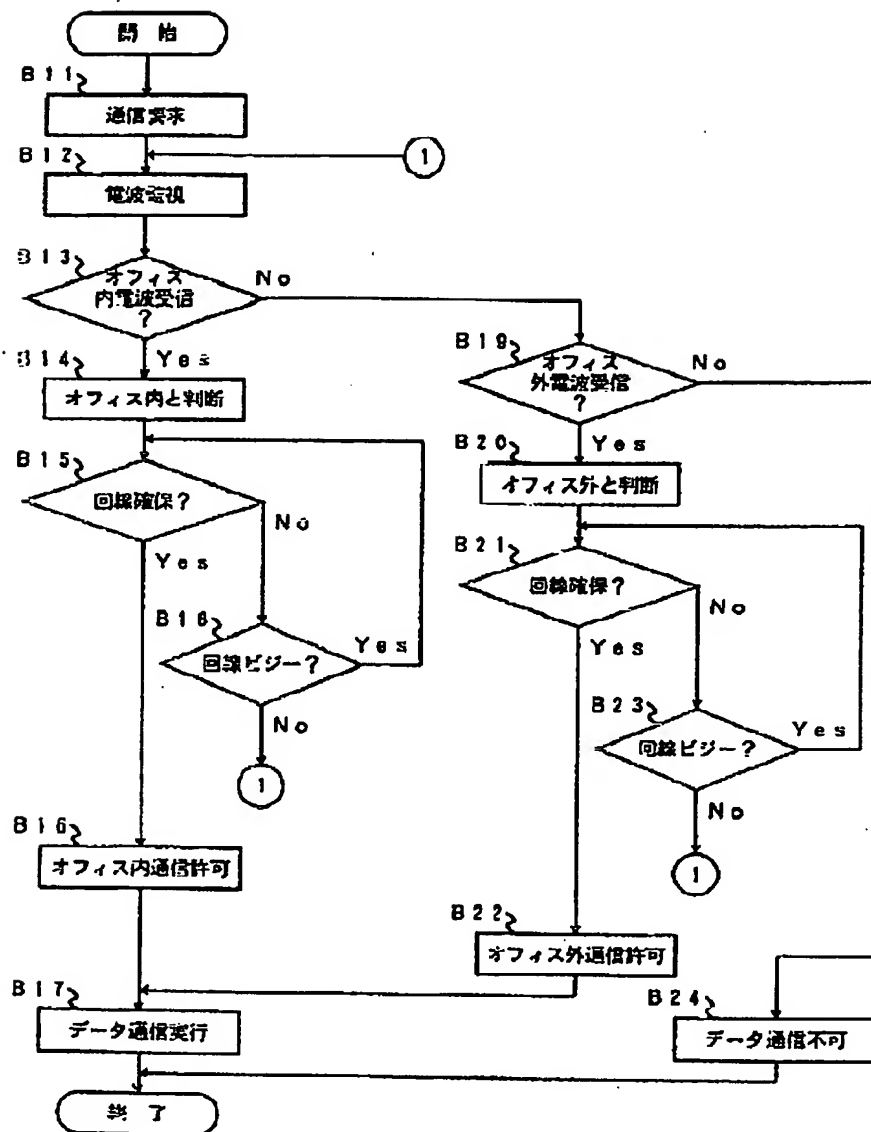 開 始
B11
通信要求
B12
①
電波監視
B13
オフィス
内電波受信
?
No
Yes
B14
オフィス内と判断
B19
オフィス
外電波受信
?
No
Yes
B20
オフィス外と判断
B15
回線確保?
No
Yes
B21
回線確保?
No
Yes
B18
回線ビジー?
Yes
No
①
B23
回線ビジー?
Yes
No
①
B16
オフィス内通信許可
B22
オフィス外通信許可
B17
データ通信実行
B24
データ通信不可
終 了